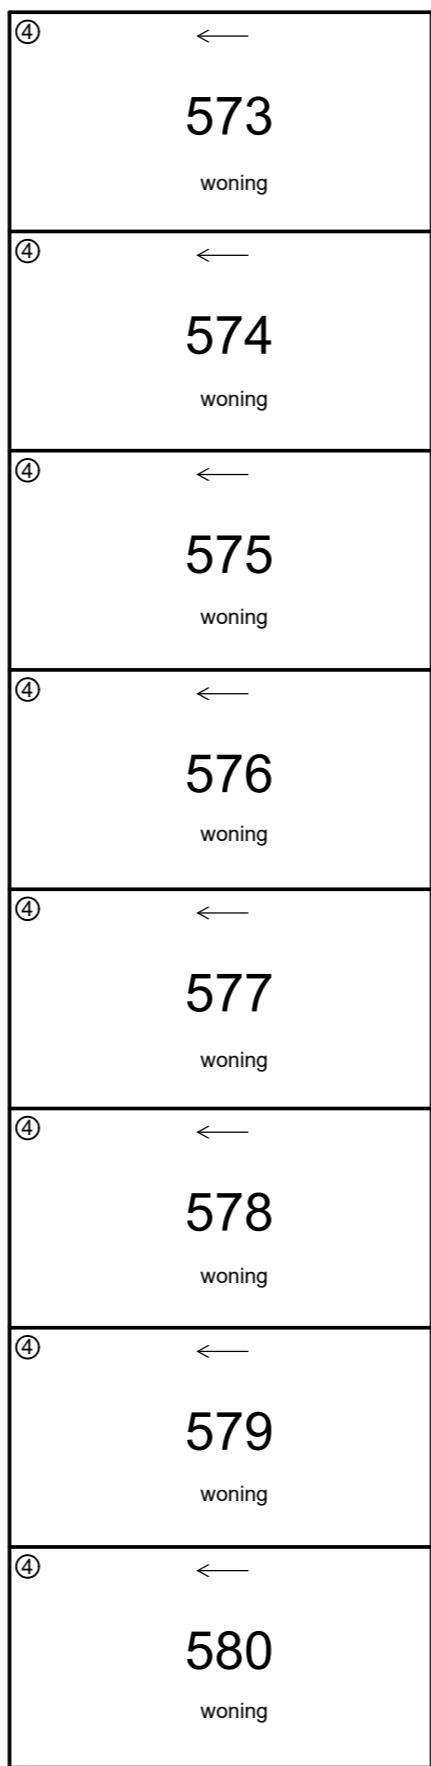 ④ ←
573
woning
④ ←
574
woning
④ ←
575
woning
④ ←
576
woning
④ ←
577
woning
④ ←
578
woning
④ ←
579
woning
④ ←
580
woning